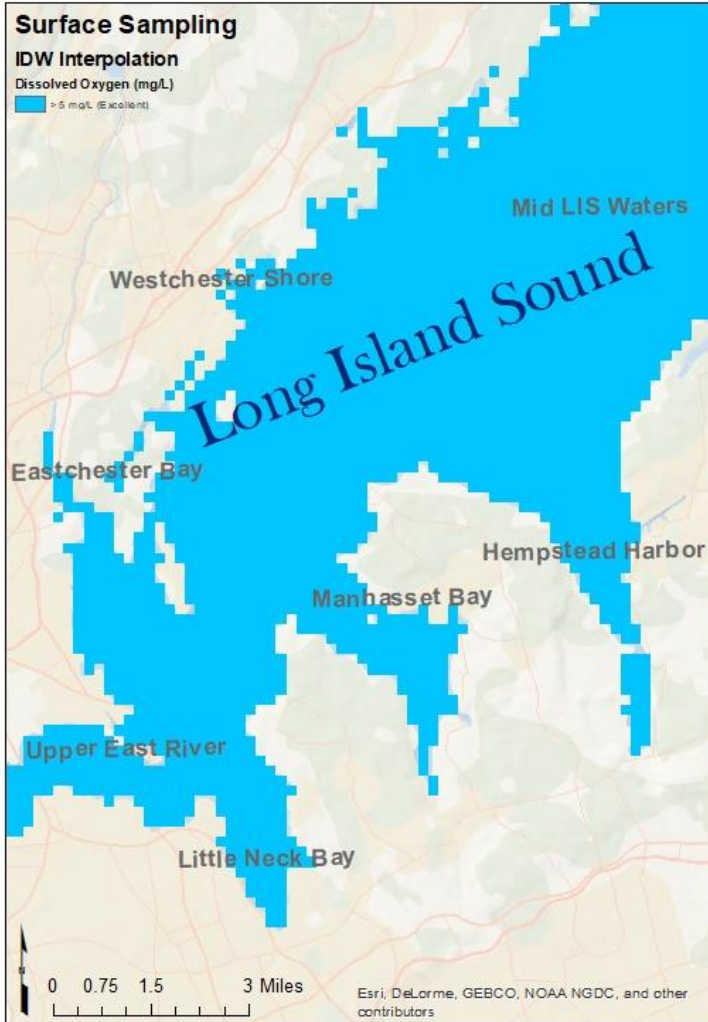 Surface Sampling
IDW Interpolation
Dissolved Oxygen (mg/L)
> 5 mg/L (Excellent)
Mid LIS Waters
Westchester Shore
Long Island Sound
Eastchester Bay
Hempstead Harbor
Manhasset Bay
Upper East River
Little Neck Bay
N
0 0.75 1.5 3 Miles
Esri, DeLorme, GEBCO, NOAA NGDC, and other
contributors